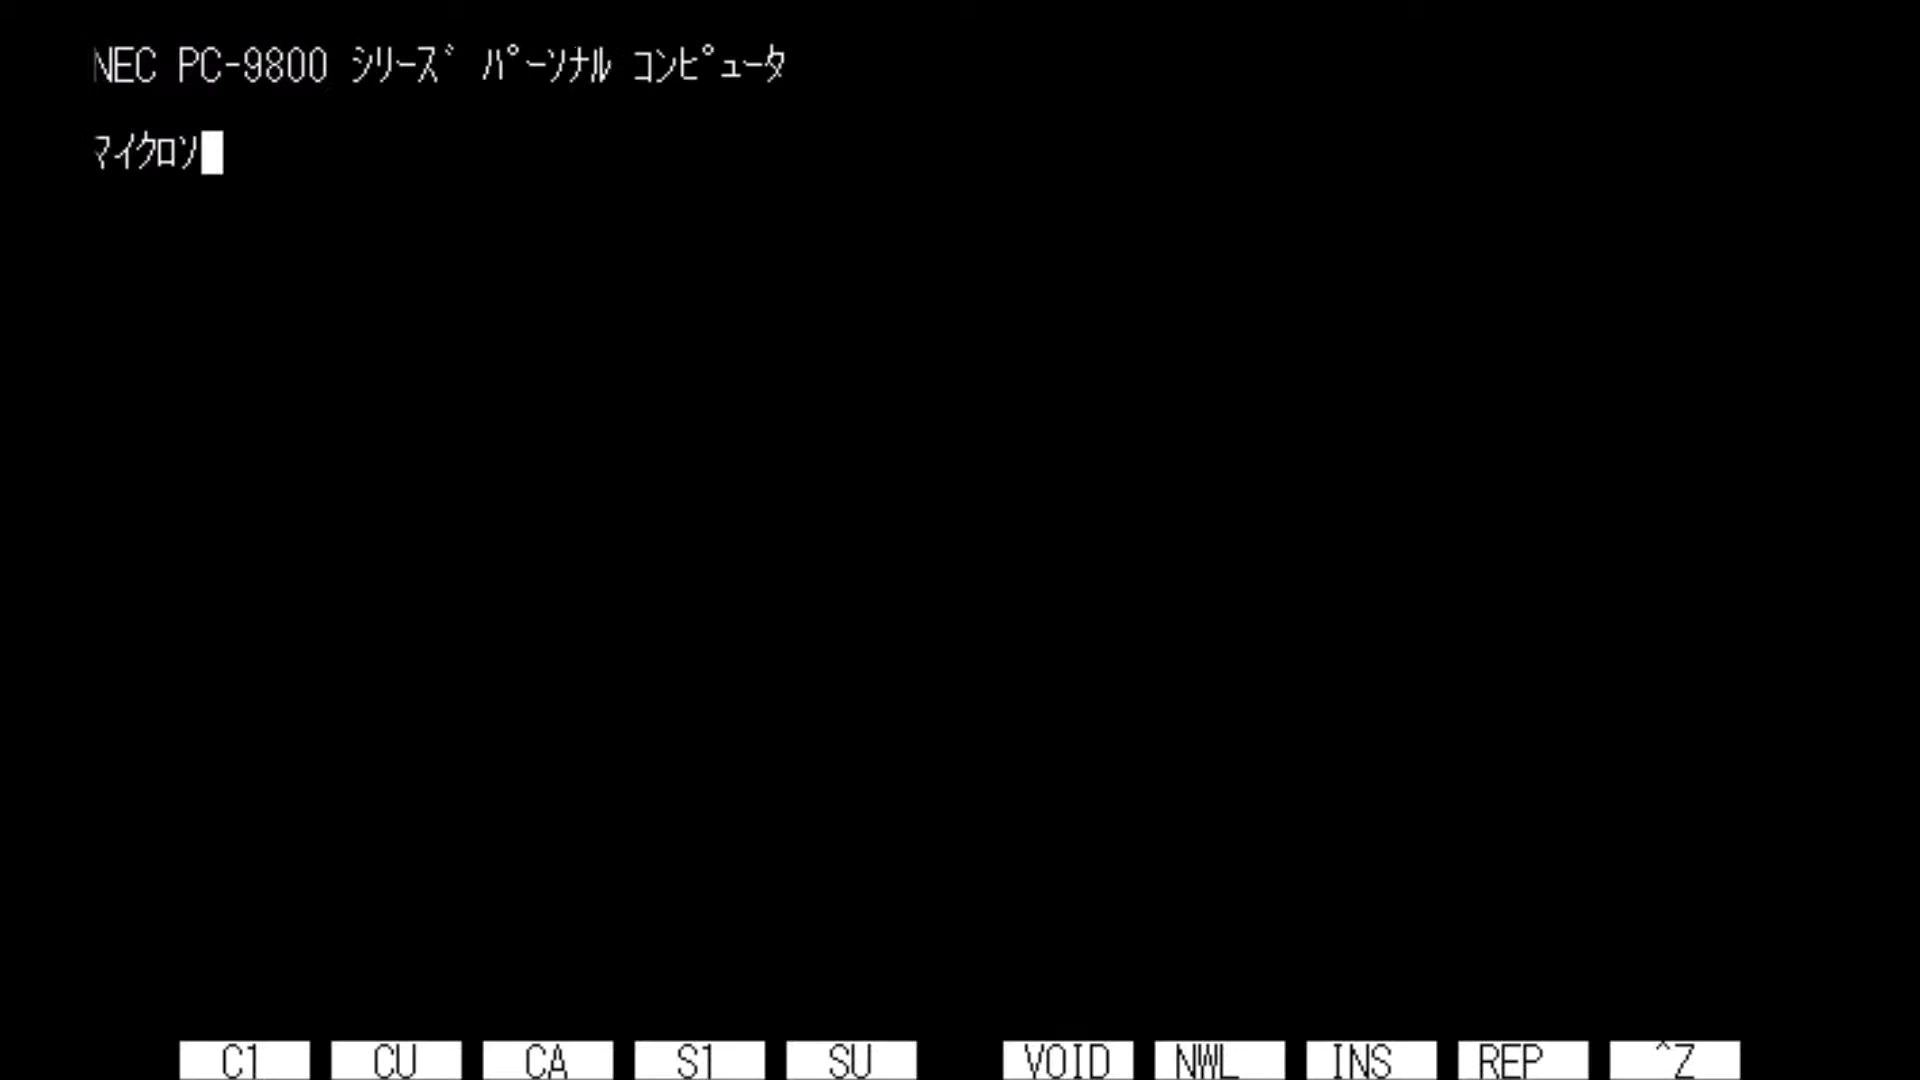 NEC PC-9800 ｼﾘｰｽﾞ ﾊﾟｰｿﾅﾙ ｺﾝﾋﾟｭｰﾀ
ﾏｲｸﾛｿ
C1 CU CA S1 SU VOID NWL INS REP ^Z